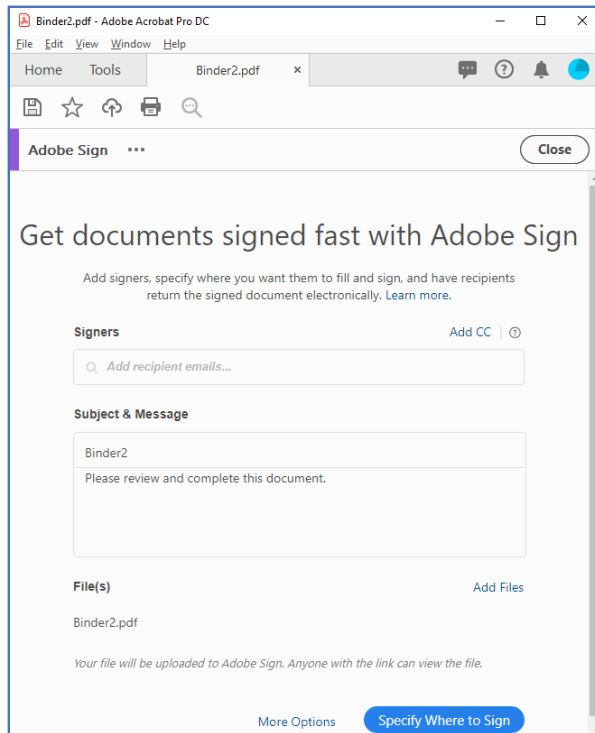 Binder2.pdf - Adobe Acrobat Pro DC
File Edit View Window Help
Home Tools Binder2.pdf ×
Adobe Sign ••• Close
Get documents signed fast with Adobe Sign
Add signers, specify where you want them to fill and sign, and have recipients
return the signed document electronically. Learn more.
Signers Add CC | ?
Add recipient emails...
Subject & Message
Binder2
Please review and complete this document.
File(s) Add Files
Binder2.pdf
Your file will be uploaded to Adobe Sign. Anyone with the link can view the file.
More Options Specify Where to Sign